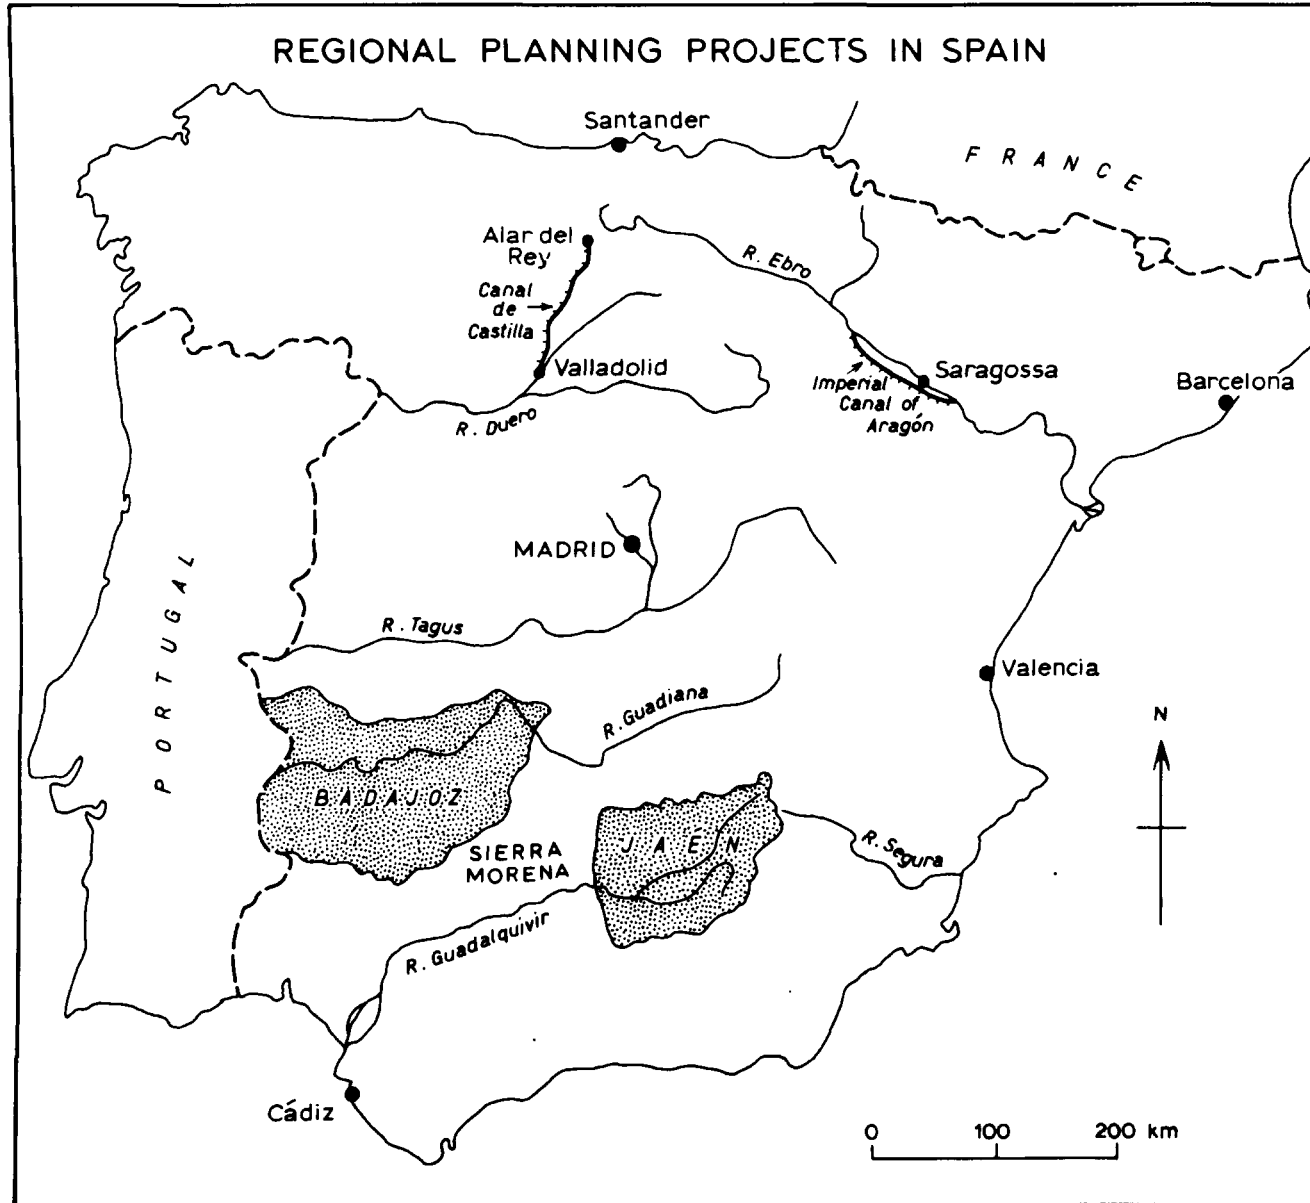 REGIONAL PLANNING PROJECTS IN SPAIN
Santander
FRANCE
Alar del
Rey
R. Ebro
Canal
de
Castilla
Valladolid
Imperial
Canal of
Aragón
Saragossa
Barcelona
R. Duero
MADRID
PORTUGAL
R. Tagus
Valencia
R. Guadiana
N
BADAJOZ
JAEN
SIERRA
MORENA
R. Segura
R. Guadalquivir
Cádiz
0 100 200 km